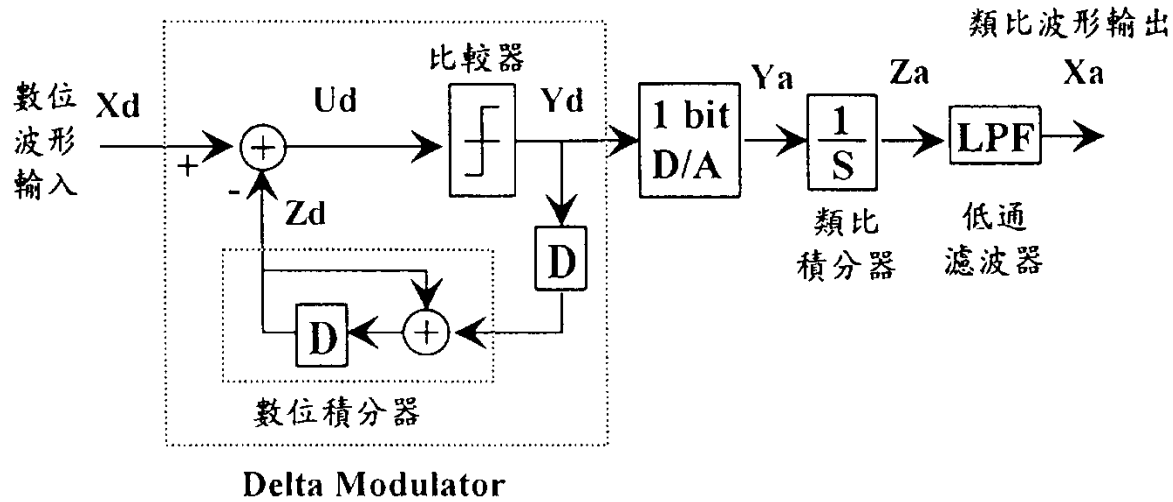 數位
波形
輸入
Xd
+
-
+
Ud
Zd
比較器
Yd
D
+
D
數位積分器
Delta Modulator
1 bit
D/A
Ya
1
S
類比
積分器
Za
LPF
低通
濾波器
類比波形輸出
Xa